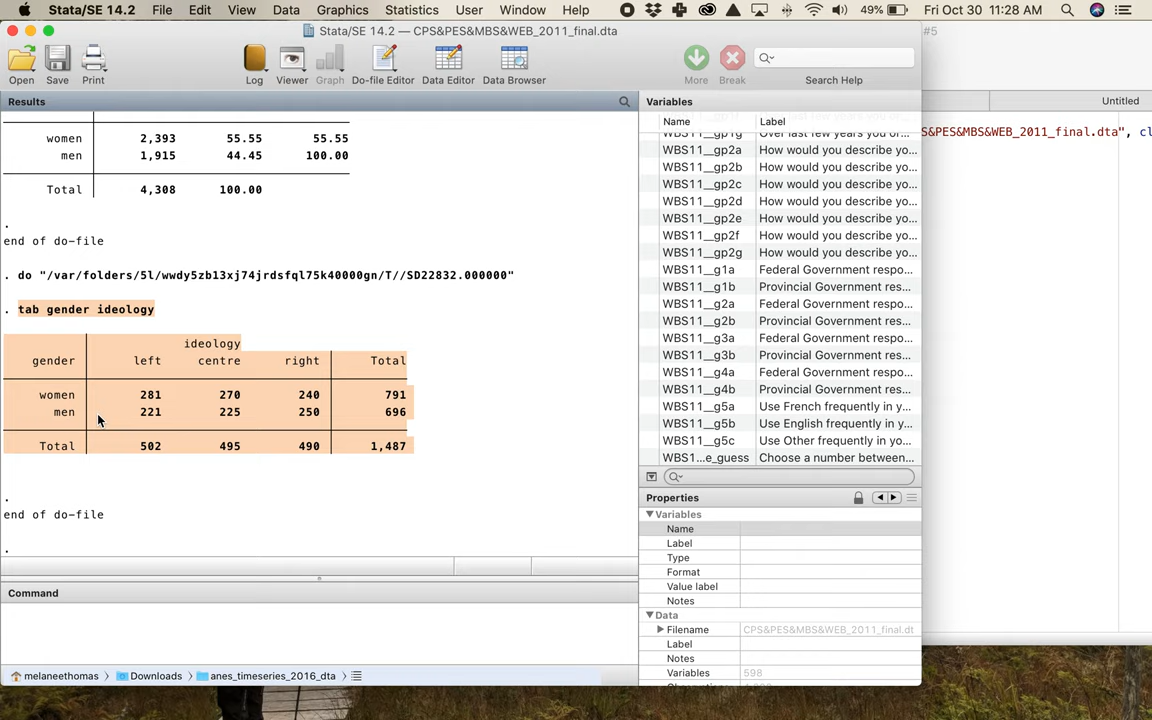 Stata/SE 14.2 File Edit View Data Graphics Statistics User Window Help 49% Fri Oct 30 11:28 AM
Stata/SE 14.2 — CPS&PES&MBS&WEB_2011_final.dta
#5
Open Save Print Log Viewer Graph Do-file Editor Data Editor Data Browser More Break Search Help
Results
Variables
Untitled
Name Label
women 2,393 55.55 55.55
men 1,915 44.45 100.00
Total 4,308 100.00
.
end of do-file
. do "/var/folders/5l/wwdy5zb13xj74jrdsfql75k40000gn/T//SD22832.000000"
. tab gender ideology
ideology
gender left centre right Total
women 281 270 240 791
men 221 225 250 696
Total 502 495 490 1,487
.
end of do-file
.
Command
melaneethomas Downloads anes_timeseries_2016_dta
WBS11__gp1g Over last few years you or...
WBS11__gp2a How would you describe yo...
WBS11__gp2b How would you describe yo...
WBS11__gp2c How would you describe yo...
WBS11__gp2d How would you describe yo...
WBS11__gp2e How would you describe yo...
WBS11__gp2f How would you describe yo...
WBS11__gp2g How would you describe yo...
WBS11__g1a Federal Government respo...
WBS11__g1b Provincial Government res...
WBS11__g2a Federal Government respo...
WBS11__g2b Provincial Government res...
WBS11__g3a Federal Government respo...
WBS11__g3b Provincial Government res...
WBS11__g4a Federal Government respo...
WBS11__g4b Provincial Government res...
WBS11__g5a Use French frequently in y...
WBS11__g5b Use English frequently in y...
WBS11__g5c Use Other frequently in yo...
WBS1...e_guess Choose a number between...
Properties
Variables
Name
Label
Type
Format
Value label
Notes
Data
Filename CPS&PES&MBS&WEB_2011_final.dt
Label
Notes
Variables 598
S&PES&MBS&WEB_2011_final.dta", cl